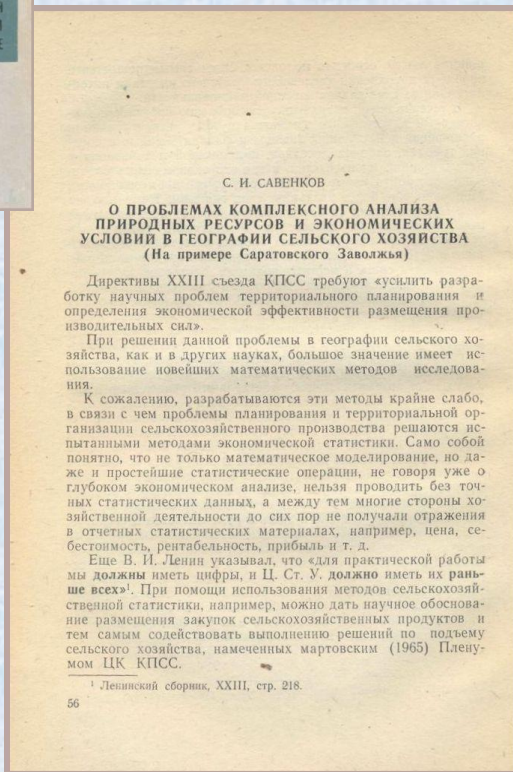 С. И. САВЕНКОВ
О ПРОБЛЕМАХ КОМПЛЕКСНОГО АНАЛИЗА
ПРИРОДНЫХ РЕСУРСОВ И ЭКОНОМИЧЕСКИХ
УСЛОВИЙ В ГЕОГРАФИИ СЕЛЬСКОГО ХОЗЯЙСТВА
(На примере Саратовского Заволжья)
Директивы XXIII съезда КПСС требуют «усилить разра-
ботку научных проблем территориального планирования и
определения экономической эффективности размещения про-
изводительных сил».
При решении данной проблемы в географии сельского хо-
зяйства, как и в других науках, большое значение имеет ис-
пользование новейших математических методов исследова-
ния.
К сожалению, разрабатываются эти методы крайне слабо,
в связи с чем проблемы планирования и территориальной ор-
ганизации сельскохозяйственного производства решаются ис-
пытанными методами экономической статистики. Само собой
понятно, что не только математическое моделирование, но да-
же и простейшие статистические операции, не говоря уже о
глубоком экономическом анализе, нельзя проводить без точ-
ных статистических данных, а между тем многие стороны хо-
зяйственной деятельности до сих пор не получали отражения
в отчетных статистических материалах, например, цена, се-
бестоимость, рентабельность, прибыль и т. д.
Еще В. И. Ленин указывал, что «для практической работы
мы должны иметь цифры, и Ц. Ст. У. должно иметь их рань-
ше всех»¹. При помощи использования методов сельскохозяй-
ственной статистики, например, можно дать научное обоснова-
ние размещения закупок сельскохозяйственных продуктов и
тем самым содействовать выполнению решений по подъему
сельского хозяйства, намеченных мартовским (1965) Плену-
мом ЦК КПСС.
¹ Ленинский сборник, XXIII, стр. 218.
56